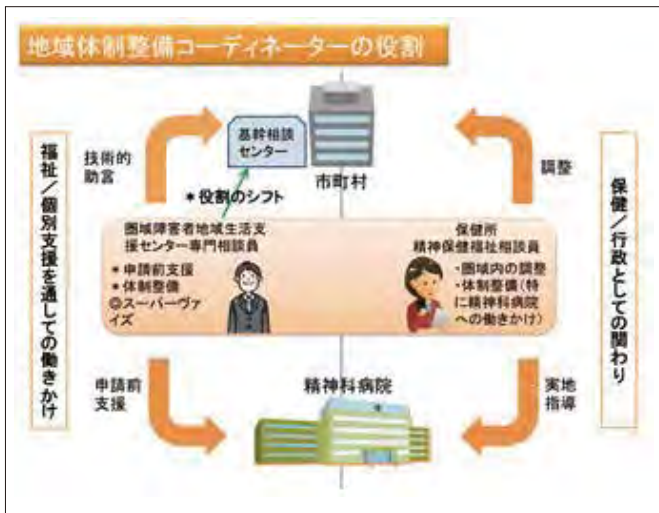 地域体制整備コーディネーターの役割
基幹相談
センター
市町村
技術的
助言
調整
*役割のシフト
福祉/個別支援を通しての働きかけ
保健/行政としての関わり
圏域障害者地域生活支
援センター専門相談員
*申請前支援
*体制整備
◎スーパーヴァ
イズ
保健所
精神保健福祉相談員
・圏域内の調整
・体制整備(特
に精神科病院
への働きかけ)
申請前
支援
精神科病院
実地
指導